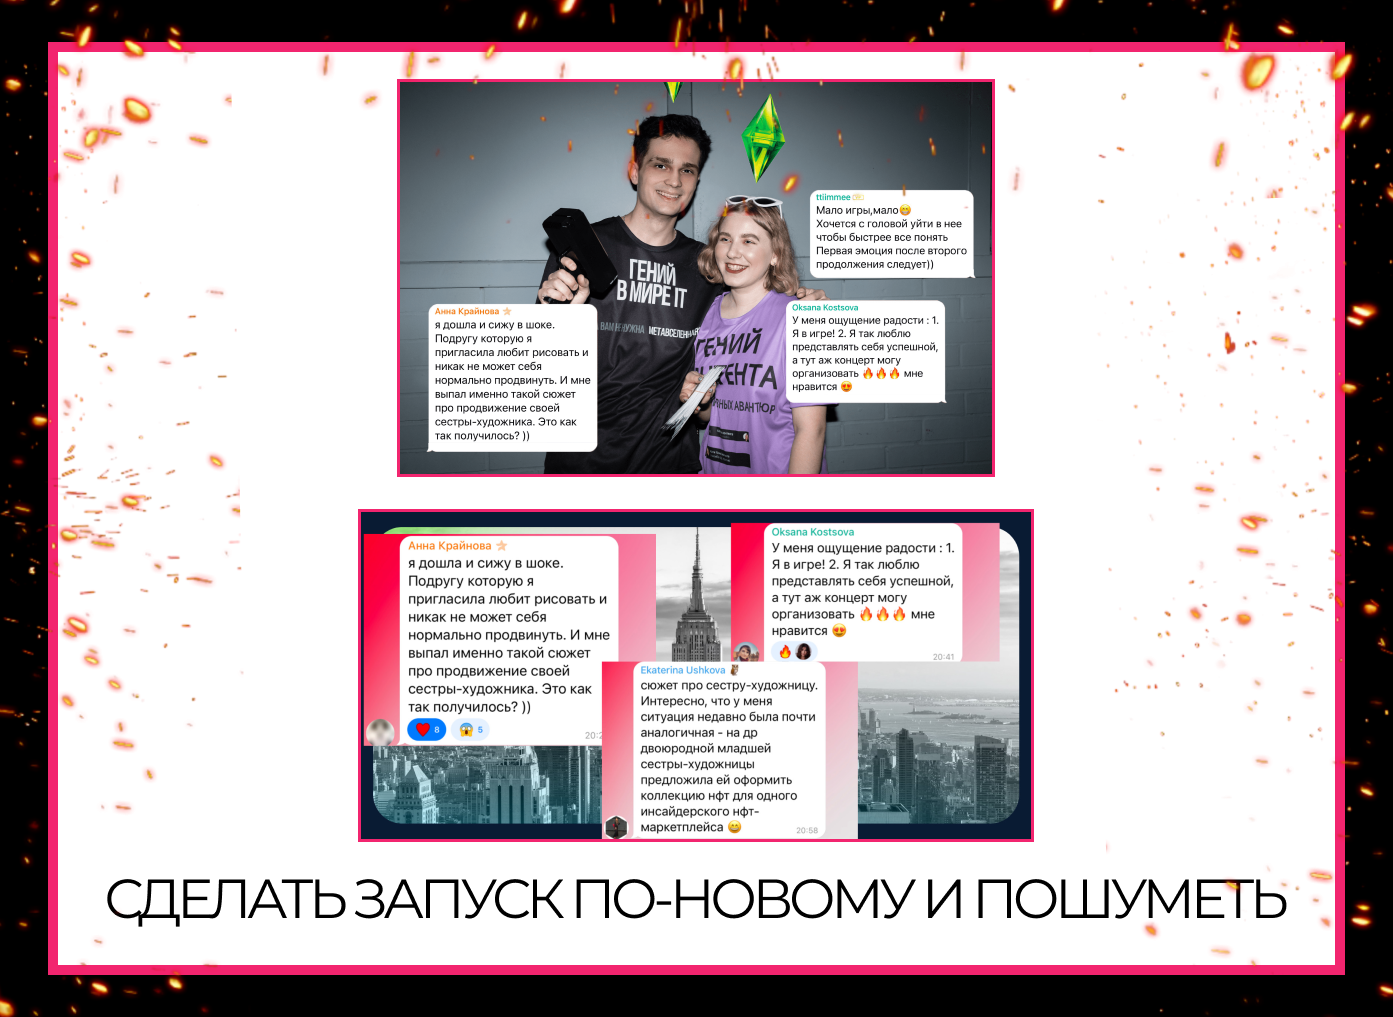 ttiimmee
Мало игры,мало😁
Хочется с головой уйти в нее
чтобы быстрее все понять
Первая эмоция после второго
продолжения следует))
ГЕНИЙ
В МИРЕ IT
ВАМ НЕ НУЖНА МЕТАВСЕЛЕННАЯ
Анна Крайнова ⭐
я дошла и сижу в шоке.
Подругу которую я
пригласила любит рисовать и
никак не может себя
нормально продвинуть. И мне
выпал именно такой сюжет
про продвижение своей
сестры-художника. Это как
так получилось? ))
ГЕНИЙ
Oksana Kostsova
У меня ощущение радости : 1.
Я в игре! 2. Я так люблю
представлять себя успешной,
а тут аж концерт могу
организовать 🔥🔥🔥 мне
нравится 😍
Анна Крайнова ⭐
я дошла и сижу в шоке.
Подругу которую я
пригласила любит рисовать и
никак не может себя
нормально продвинуть. И мне
выпал именно такой сюжет
про продвижение своей
сестры-художника. Это как
так получилось? ))
❤️ 8 😱 5
Oksana Kostsova
У меня ощущение радости : 1.
Я в игре! 2. Я так люблю
представлять себя успешной,
а тут аж концерт могу
организовать 🔥🔥🔥 мне
нравится 😍
20:41
Ekaterina Ushkova
сюжет про сестру-художницу.
Интересно, что у меня
ситуация недавно была почти
аналогичная - на др
двоюродной младшей
сестры-художницы
предложила ей оформить
коллекцию нфт для одного
инсайдерского нфт-
маркетплейса 😄
20:58
СДЕЛАТЬ ЗАПУСК ПО-НОВОМУ И ПОШУМЕТЬ